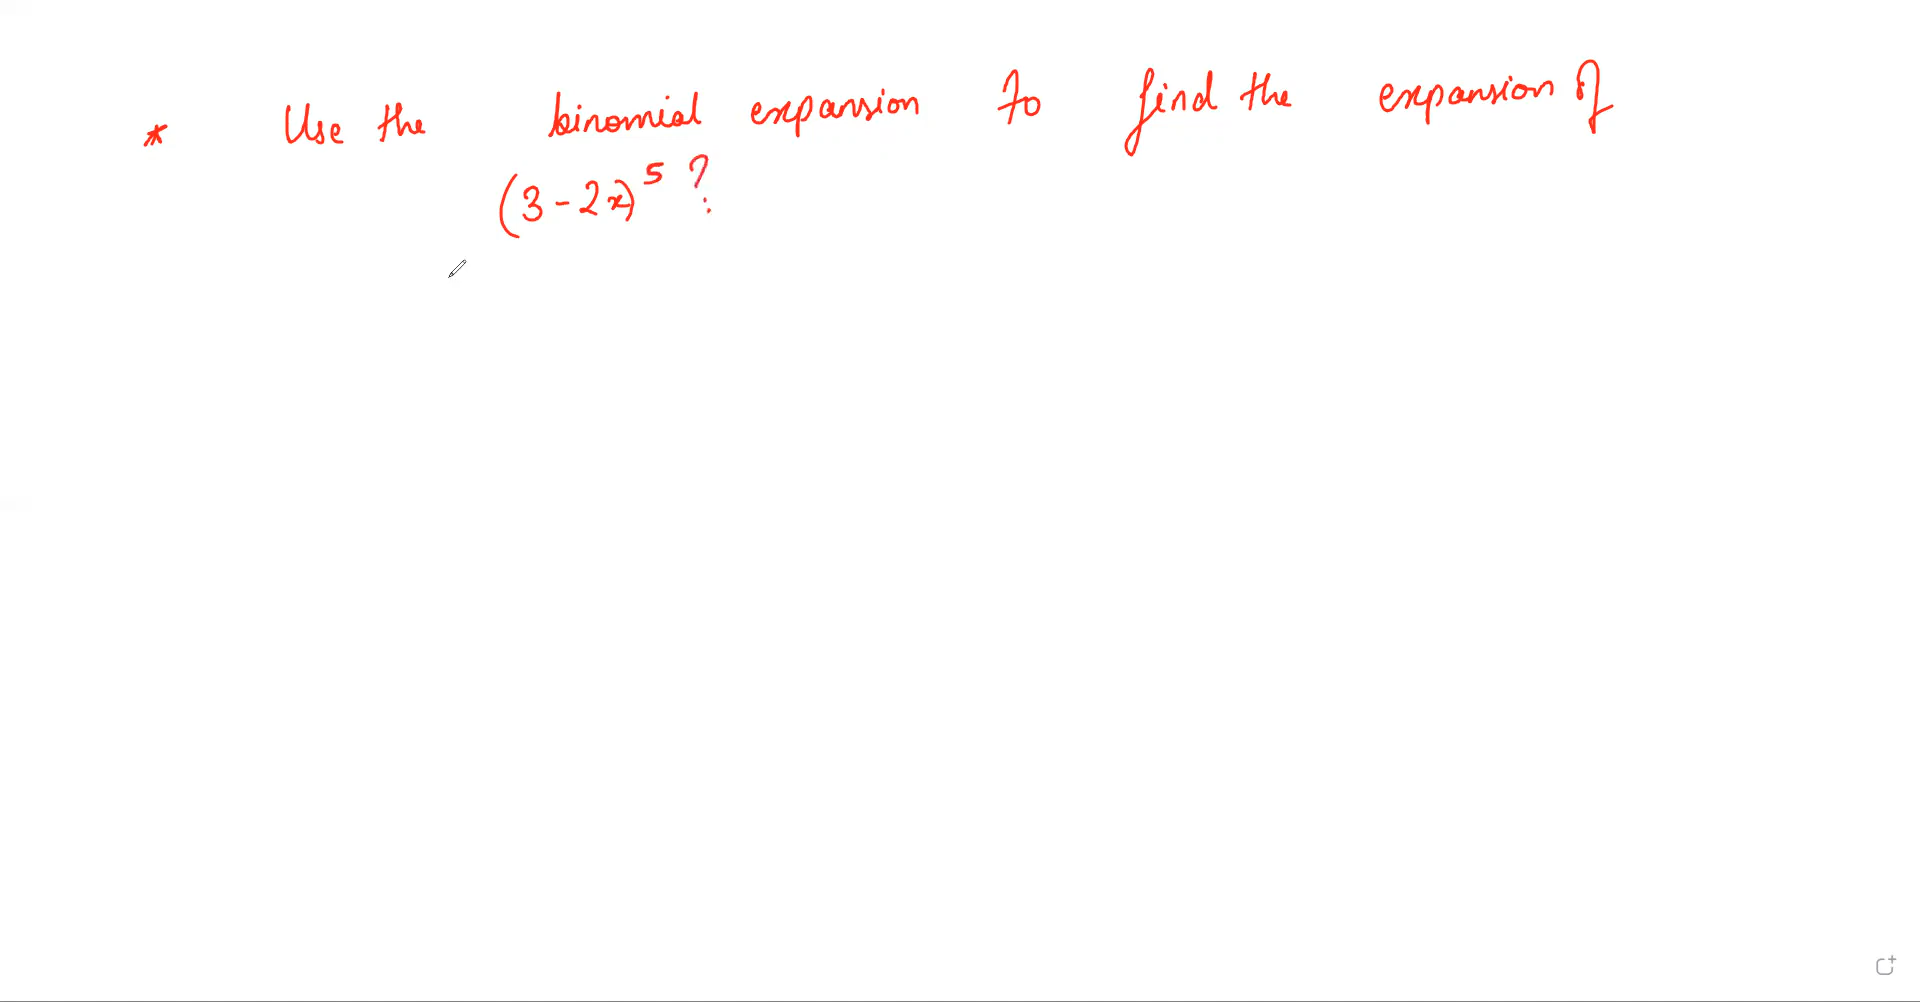 * Use the binomial expansion to find the expansion of
(3-2x)⁵ ?